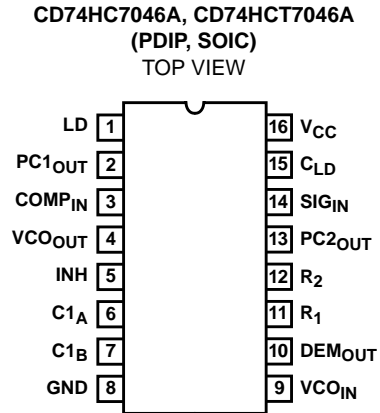 CD74HC7046A, CD74HCT7046A
(PDIP, SOIC)
TOP VIEW
LD 1 16 VCC
PC1OUT 2 15 CLD
COMPIN 3 14 SIGIN
VCOOUT 4 13 PC2OUT
INH 5 12 R2
C1A 6 11 R1
C1B 7 10 DEMOUT
GND 8 9 VCOIN